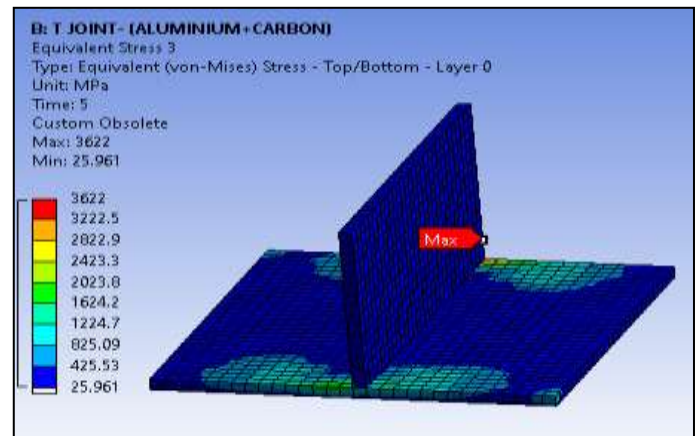 B: T JOINT- (ALUMINIUM+CARBON)
Equivalent Stress 3
Type: Equivalent (von-Mises) Stress - Top/Bottom - Layer 0
Unit: MPa
Time: 5
Custom Obsolete
Max: 3622
Min: 25.961
3622
3222.5
2822.9
2423.3
2023.8
1624.2
1224.7
825.09
425.53
25.961
Max